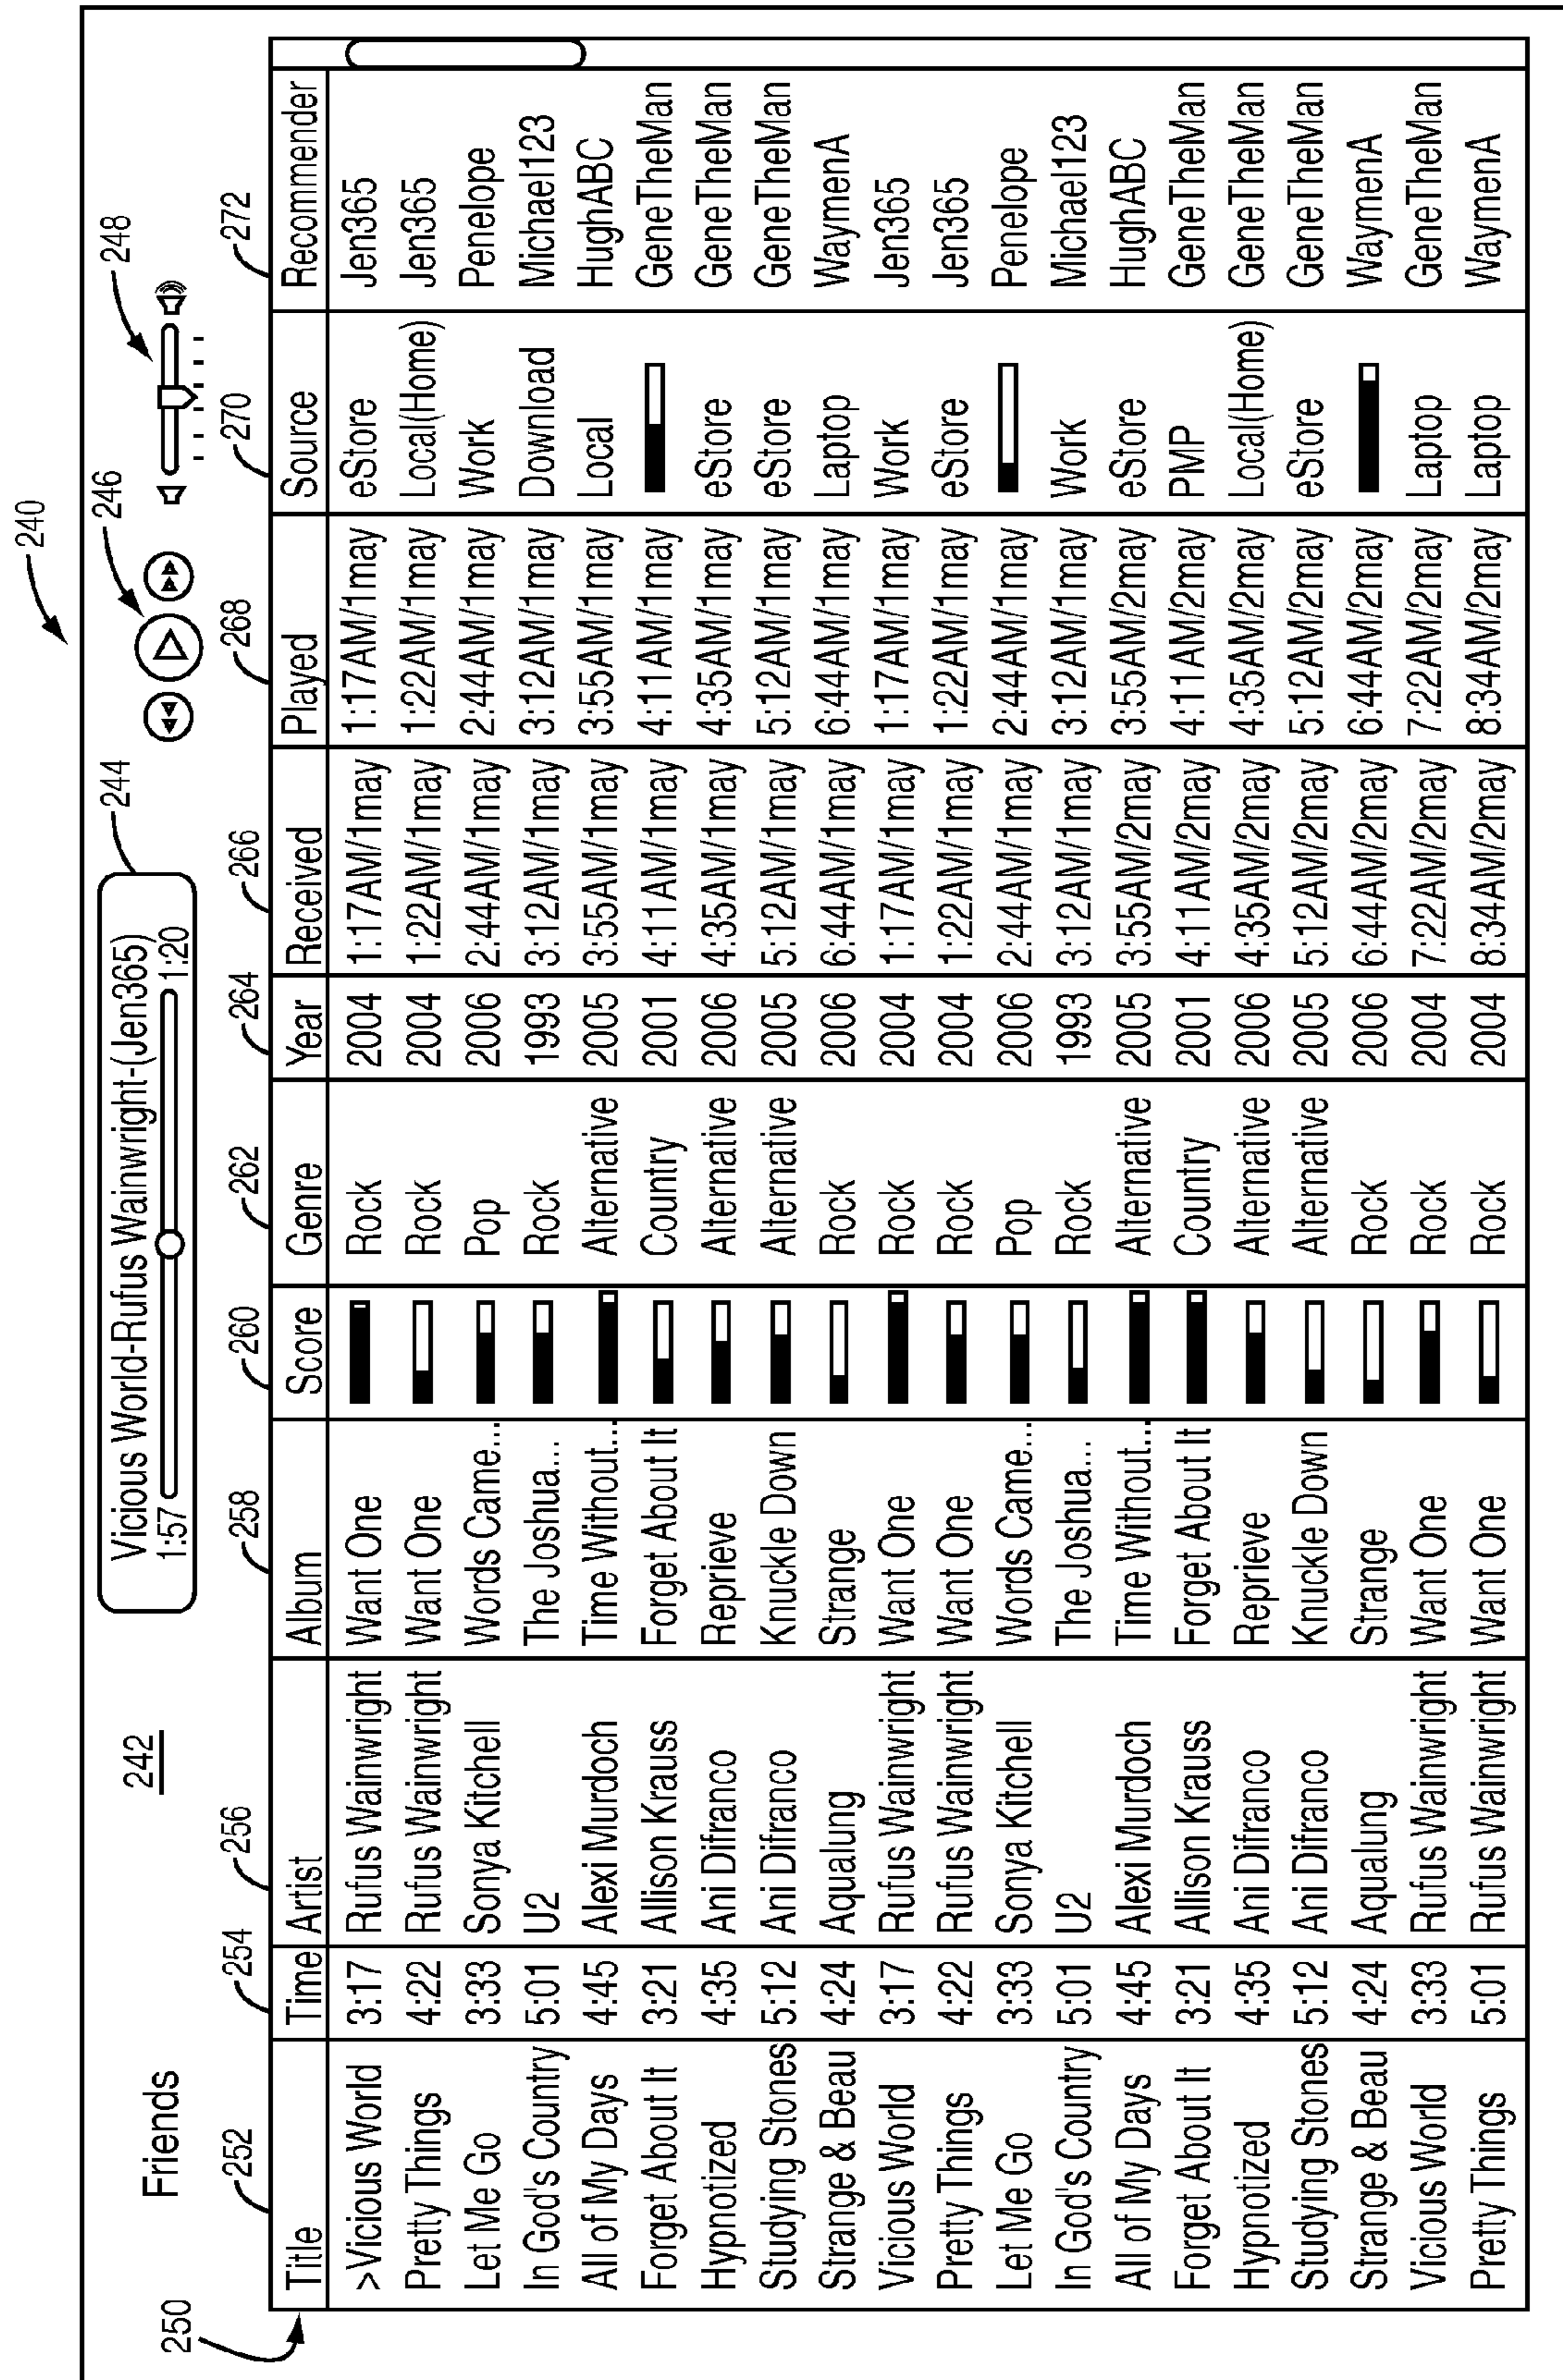 240
Friends
242
Vicious World-Rufus Wainwright-(Jen365)
1:57 1:20
244
246
248
250
252 254 256 258 260 262 264 266 268 270 272
Title Time Artist Album Score Genre Year Received Played Source Recommender
>Vicious World 3:17 Rufus Wainwright Want One Rock 2004 1:17AM/1may 1:17AM/1may eStore Jen365
Pretty Things 4:22 Rufus Wainwright Want One Rock 2004 1:22AM/1may 1:22AM/1may Local(Home) Jen365
Let Me Go 3:33 Sonya Kitchell Words Came... Pop 2006 2:44AM/1may 2:44AM/1may Work Penelope
In God's Country 5:01 U2 The Joshua... Rock 1993 3:12AM/1may 3:12AM/1may Download Michael123
All of My Days 4:45 Alexi Murdoch Time Without... Alternative 2005 3:55AM/1may 3:55AM/1may Local HughABC
Forget About It 3:21 Allison Krauss Forget About It Country 2001 4:11AM/1may 4:11AM/1may GeneTheMan
Hypnotized 4:35 Ani Difranco Reprieve Alternative 2006 4:35AM/1may 4:35AM/1may eStore GeneTheMan
Studying Stones 5:12 Ani Difranco Knuckle Down Alternative 2005 5:12AM/1may 5:12AM/1may eStore GeneTheMan
Strange & Beau 4:24 Aqualung Strange Rock 2006 6:44AM/1may 6:44AM/1may Laptop WaymenA
Vicious World 3:17 Rufus Wainwright Want One Rock 2004 1:17AM/1may 1:17AM/1may Work Jen365
Pretty Things 4:22 Rufus Wainwright Want One Rock 2004 1:22AM/1may 1:22AM/1may eStore Jen365
Let Me Go 3:33 Sonya Kitchell Words Came... Pop 2006 2:44AM/1may 2:44AM/1may Penelope
In God's Country 5:01 U2 The Joshua... Rock 1993 3:12AM/1may 3:12AM/1may Work Michael123
All of My Days 4:45 Alexi Murdoch Time Without... Alternative 2005 3:55AM/2may 3:55AM/2may eStore HughABC
Forget About It 3:21 Allison Krauss Forget About It Country 2001 4:11AM/2may 4:11AM/2may PMP GeneTheMan
Hypnotized 4:35 Ani Difranco Reprieve Alternative 2006 4:35AM/2may 4:35AM/2may Local(Home) GeneTheMan
Studying Stones 5:12 Ani Difranco Knuckle Down Alternative 2005 5:12AM/2may 5:12AM/2may eStore GeneTheMan
Strange & Beau 4:24 Aqualung Strange Rock 2006 6:44AM/2may 6:44AM/2may WaymenA
Vicious World 3:33 Rufus Wainwright Want One Rock 2004 7:22AM/2may 7:22AM/2may Laptop GeneTheMan
Pretty Things 5:01 Rufus Wainwright Want One Rock 2004 8:34AM/2may 8:34AM/2may Laptop WaymenA